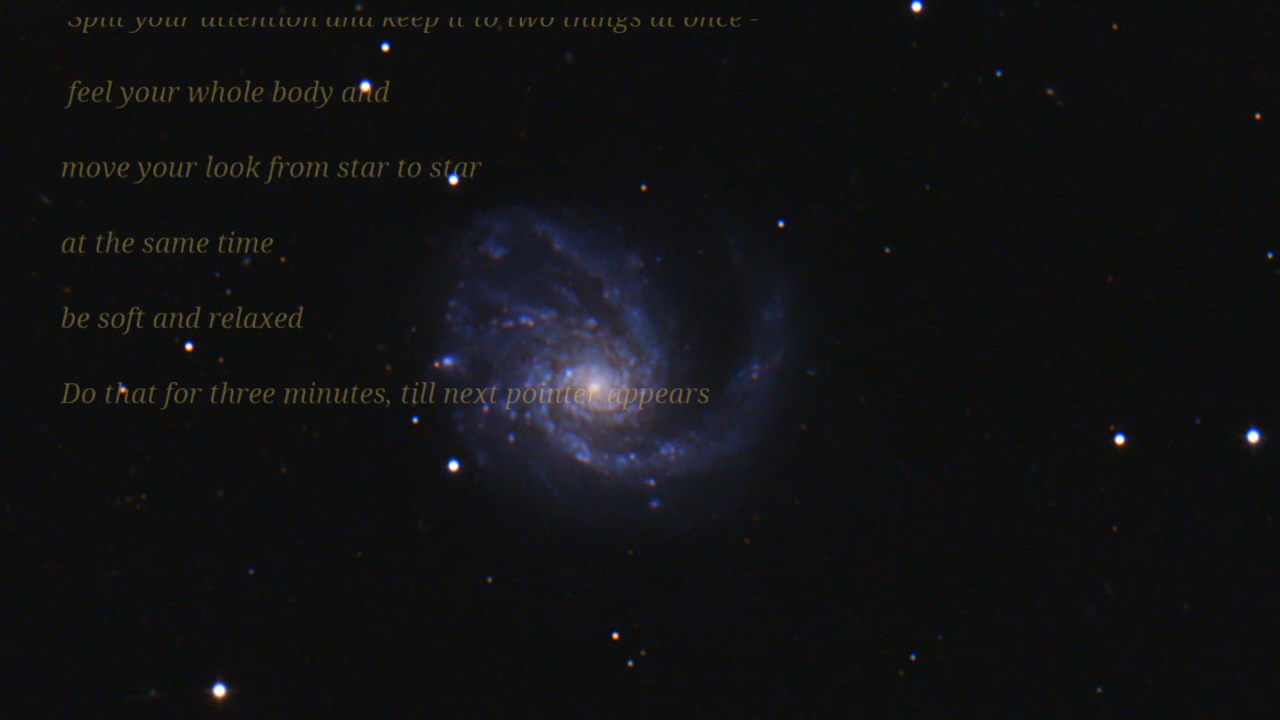 Split your attention and keep it to two things at once -
feel your whole body and
move your look from star to star
at the same time
be soft and relaxed
Do that for three minutes, till next pointer appears